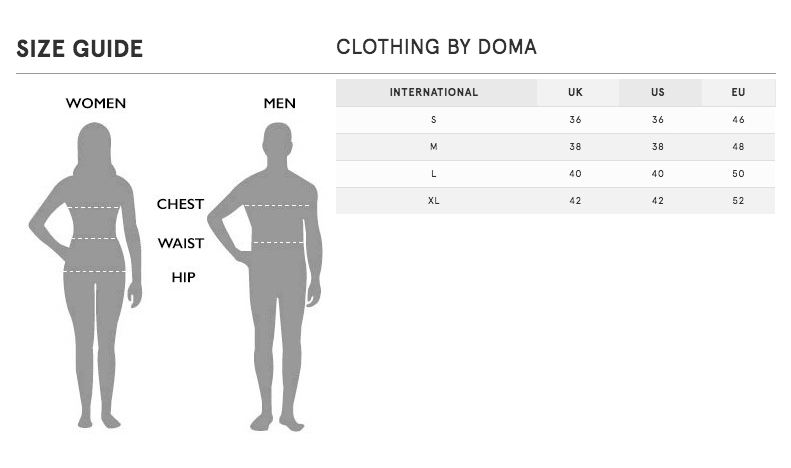 SIZE GUIDE
CLOTHING BY DOMA
WOMEN
MEN
CHEST
WAIST
HIP
INTERNATIONAL UK US EU
S 36 36 46
M 38 38 48
L 40 40 50
XL 42 42 52